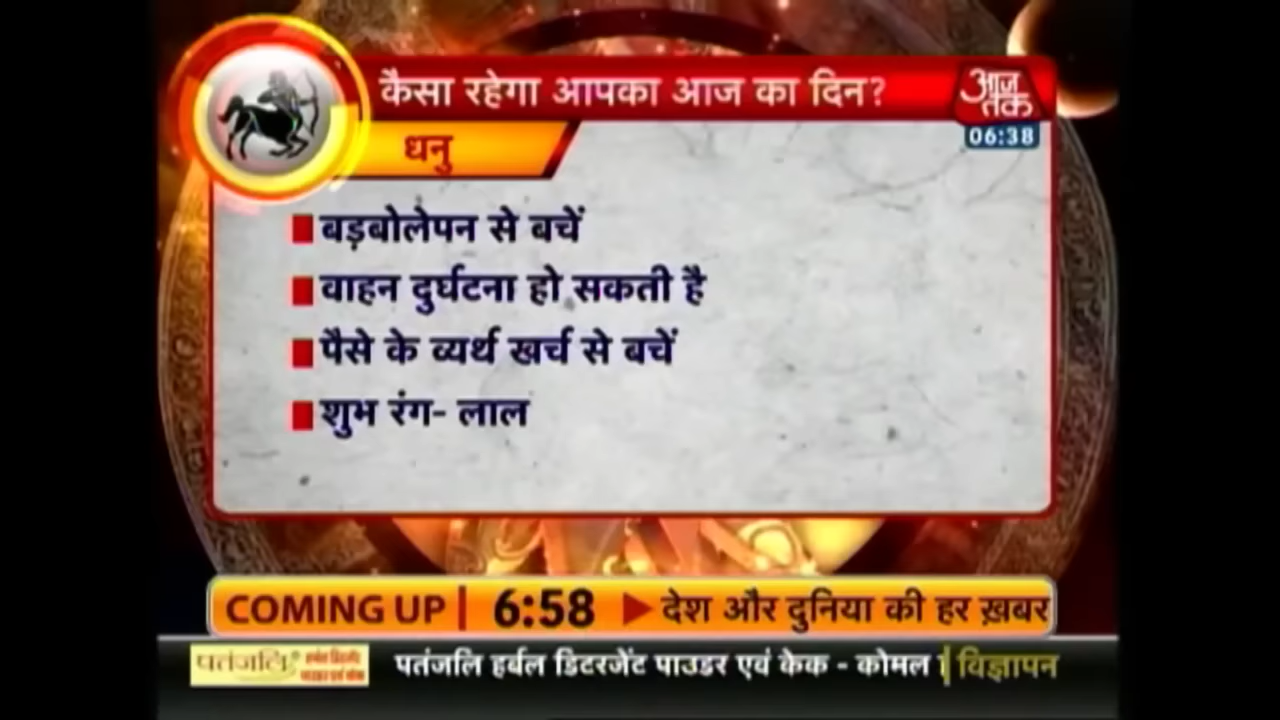 कैसा रहेगा आपका आज का दिन?
आज
तक
06:38
धनु
बड़बोलेपन से बचें
वाहन दुर्घटना हो सकती है
पैसे के व्यर्थ खर्च से बचें
शुभ रंग- लाल
COMING UP 6:58 देश और दुनिया की हर ख़बर
पतंजलि पतंजलि हर्बल डिटरजेंट पाउडर एवं केक - कोमल विज्ञापन